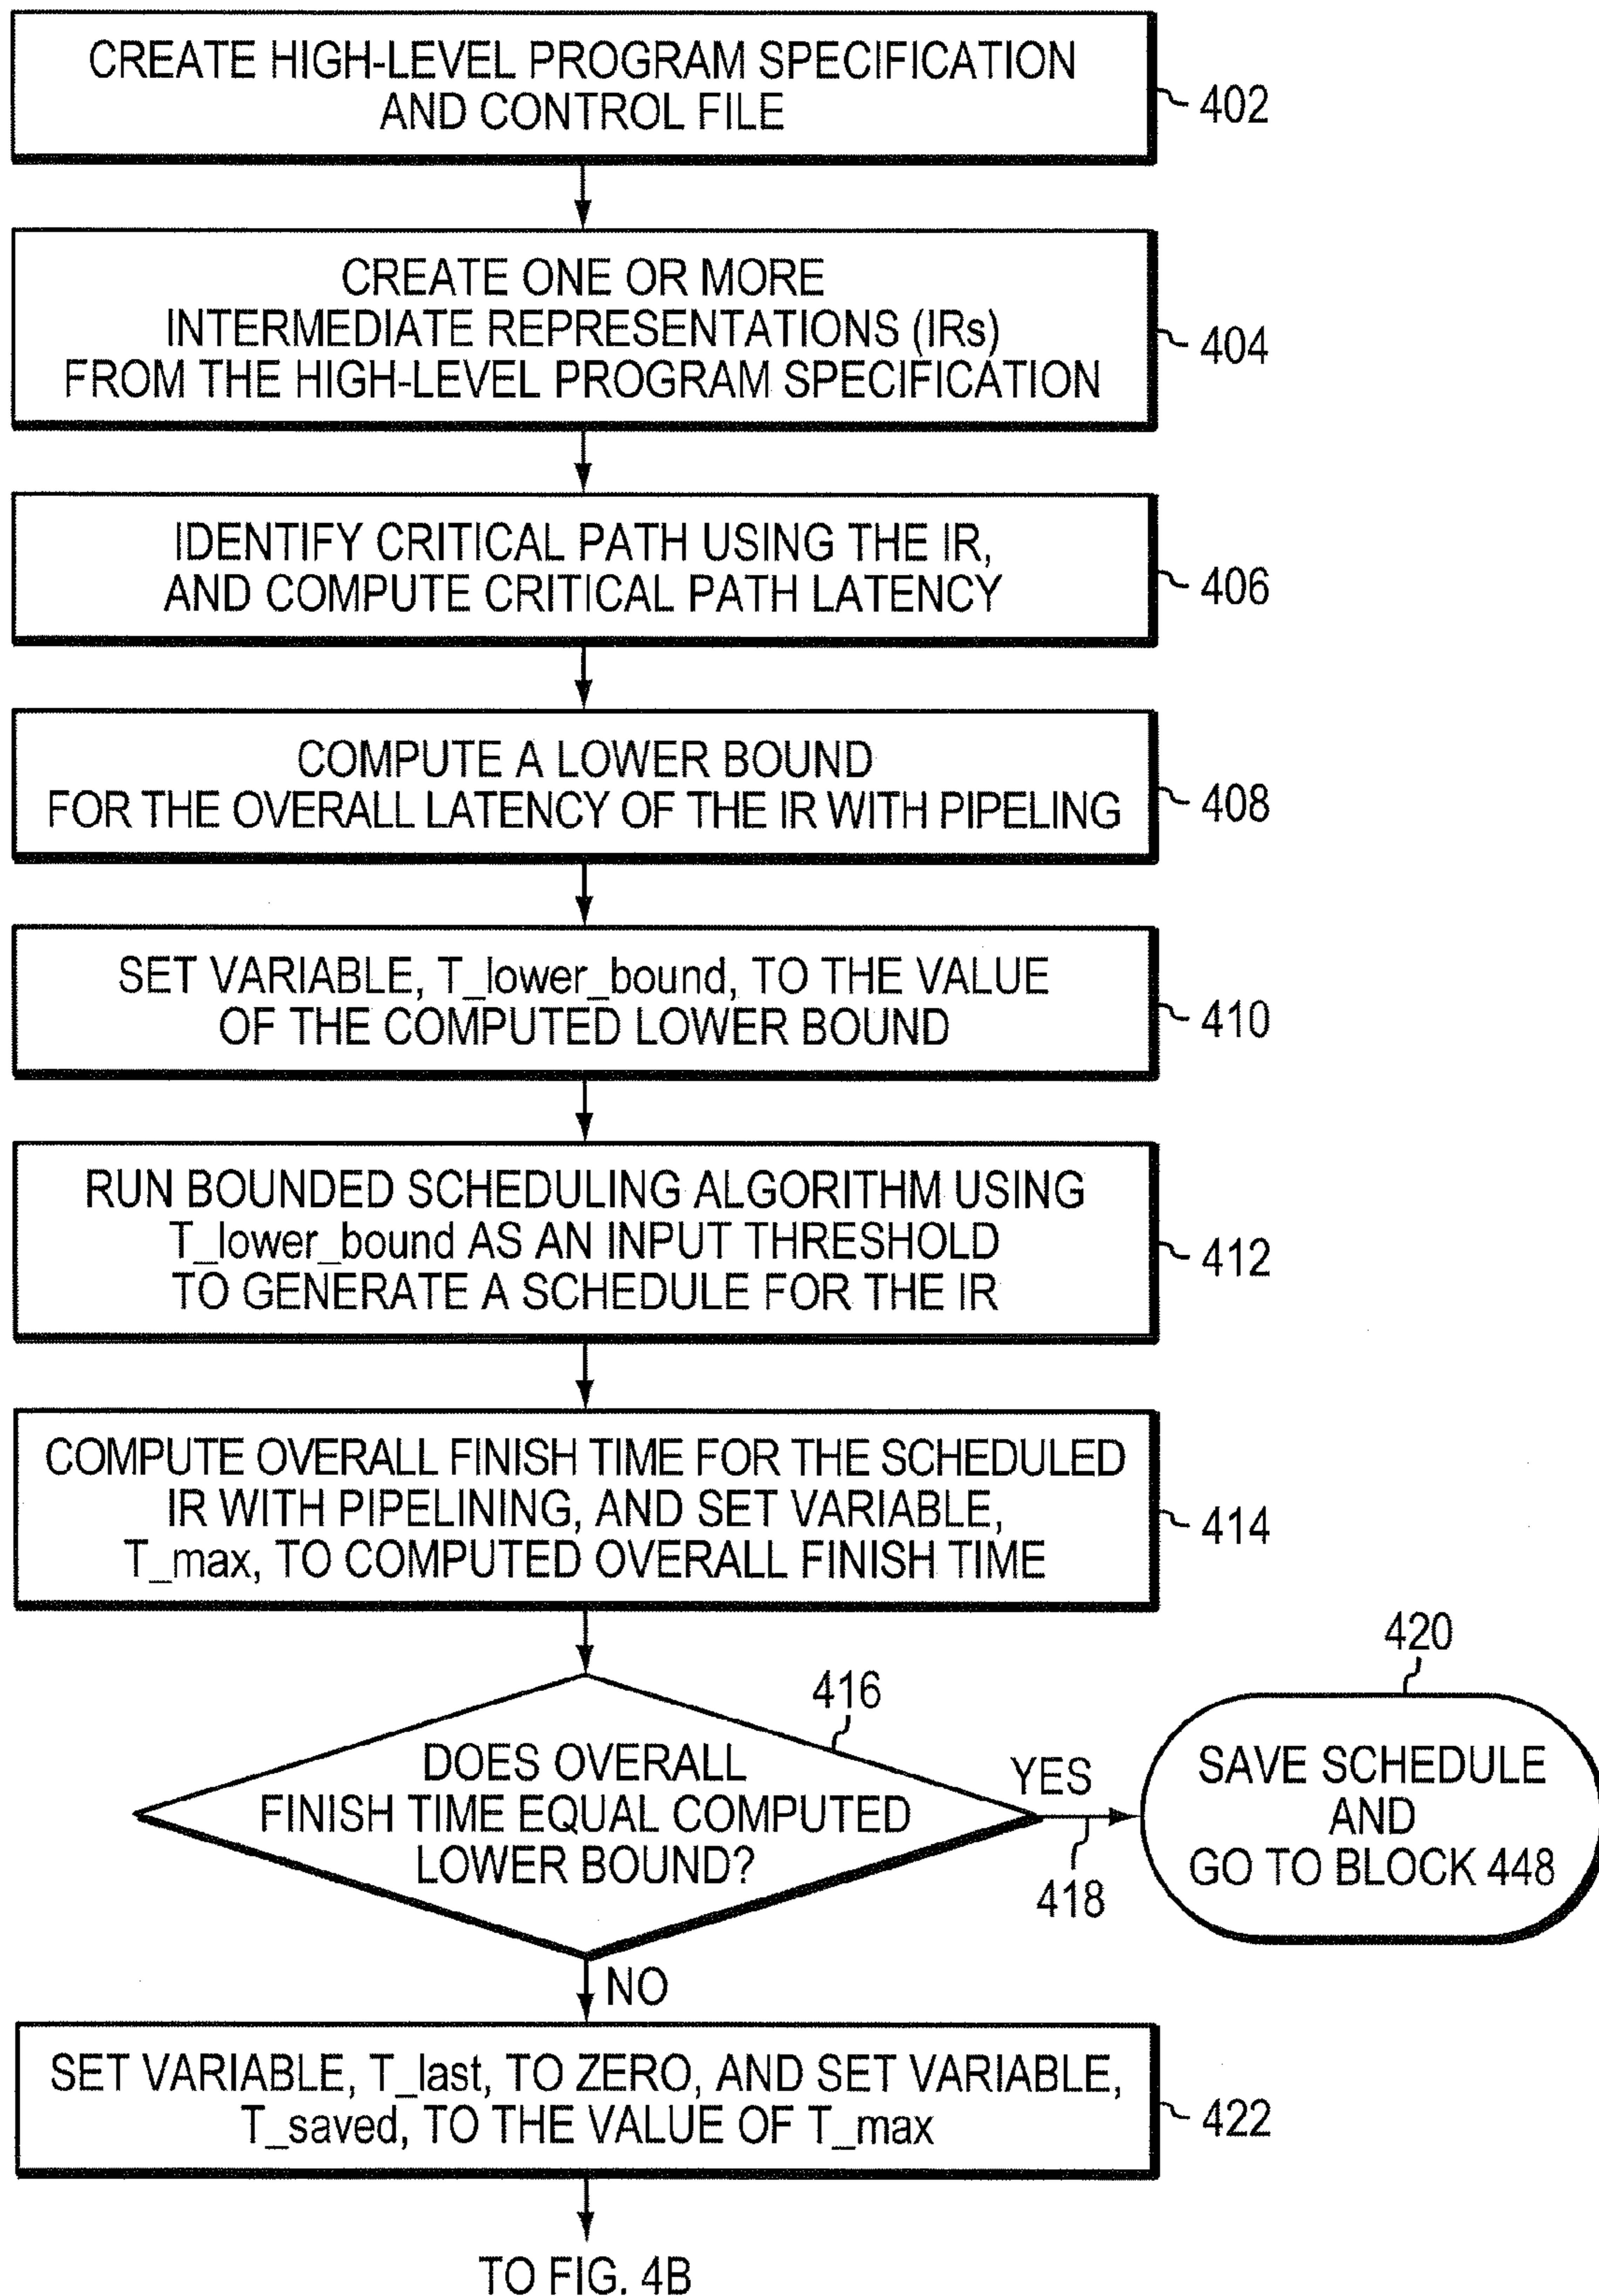 CREATE HIGH-LEVEL PROGRAM SPECIFICATION
AND CONTROL FILE
402
CREATE ONE OR MORE
INTERMEDIATE REPRESENTATIONS (IRs)
FROM THE HIGH-LEVEL PROGRAM SPECIFICATION
404
IDENTIFY CRITICAL PATH USING THE IR,
AND COMPUTE CRITICAL PATH LATENCY
406
COMPUTE A LOWER BOUND
FOR THE OVERALL LATENCY OF THE IR WITH PIPELING
408
SET VARIABLE, T_lower_bound, TO THE VALUE
OF THE COMPUTED LOWER BOUND
410
RUN BOUNDED SCHEDULING ALGORITHM USING
T_lower_bound AS AN INPUT THRESHOLD
TO GENERATE A SCHEDULE FOR THE IR
412
COMPUTE OVERALL FINISH TIME FOR THE SCHEDULED
IR WITH PIPELINING, AND SET VARIABLE,
T_max, TO COMPUTED OVERALL FINISH TIME
414
416
DOES OVERALL
FINISH TIME EQUAL COMPUTED
LOWER BOUND?
YES
418
420
SAVE SCHEDULE
AND
GO TO BLOCK 448
NO
SET VARIABLE, T_last, TO ZERO, AND SET VARIABLE,
T_saved, TO THE VALUE OF T_max
422
TO FIG. 4B